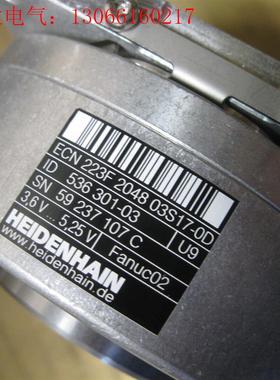 电气：13066160217
ECN 223F 2048 03S17-0D
ID 536 301-03 U9
SN 59 237 107 C
3,6 V ... 5,25 V Fanuc02
HEIDENHAIN
www.heidenhain.de